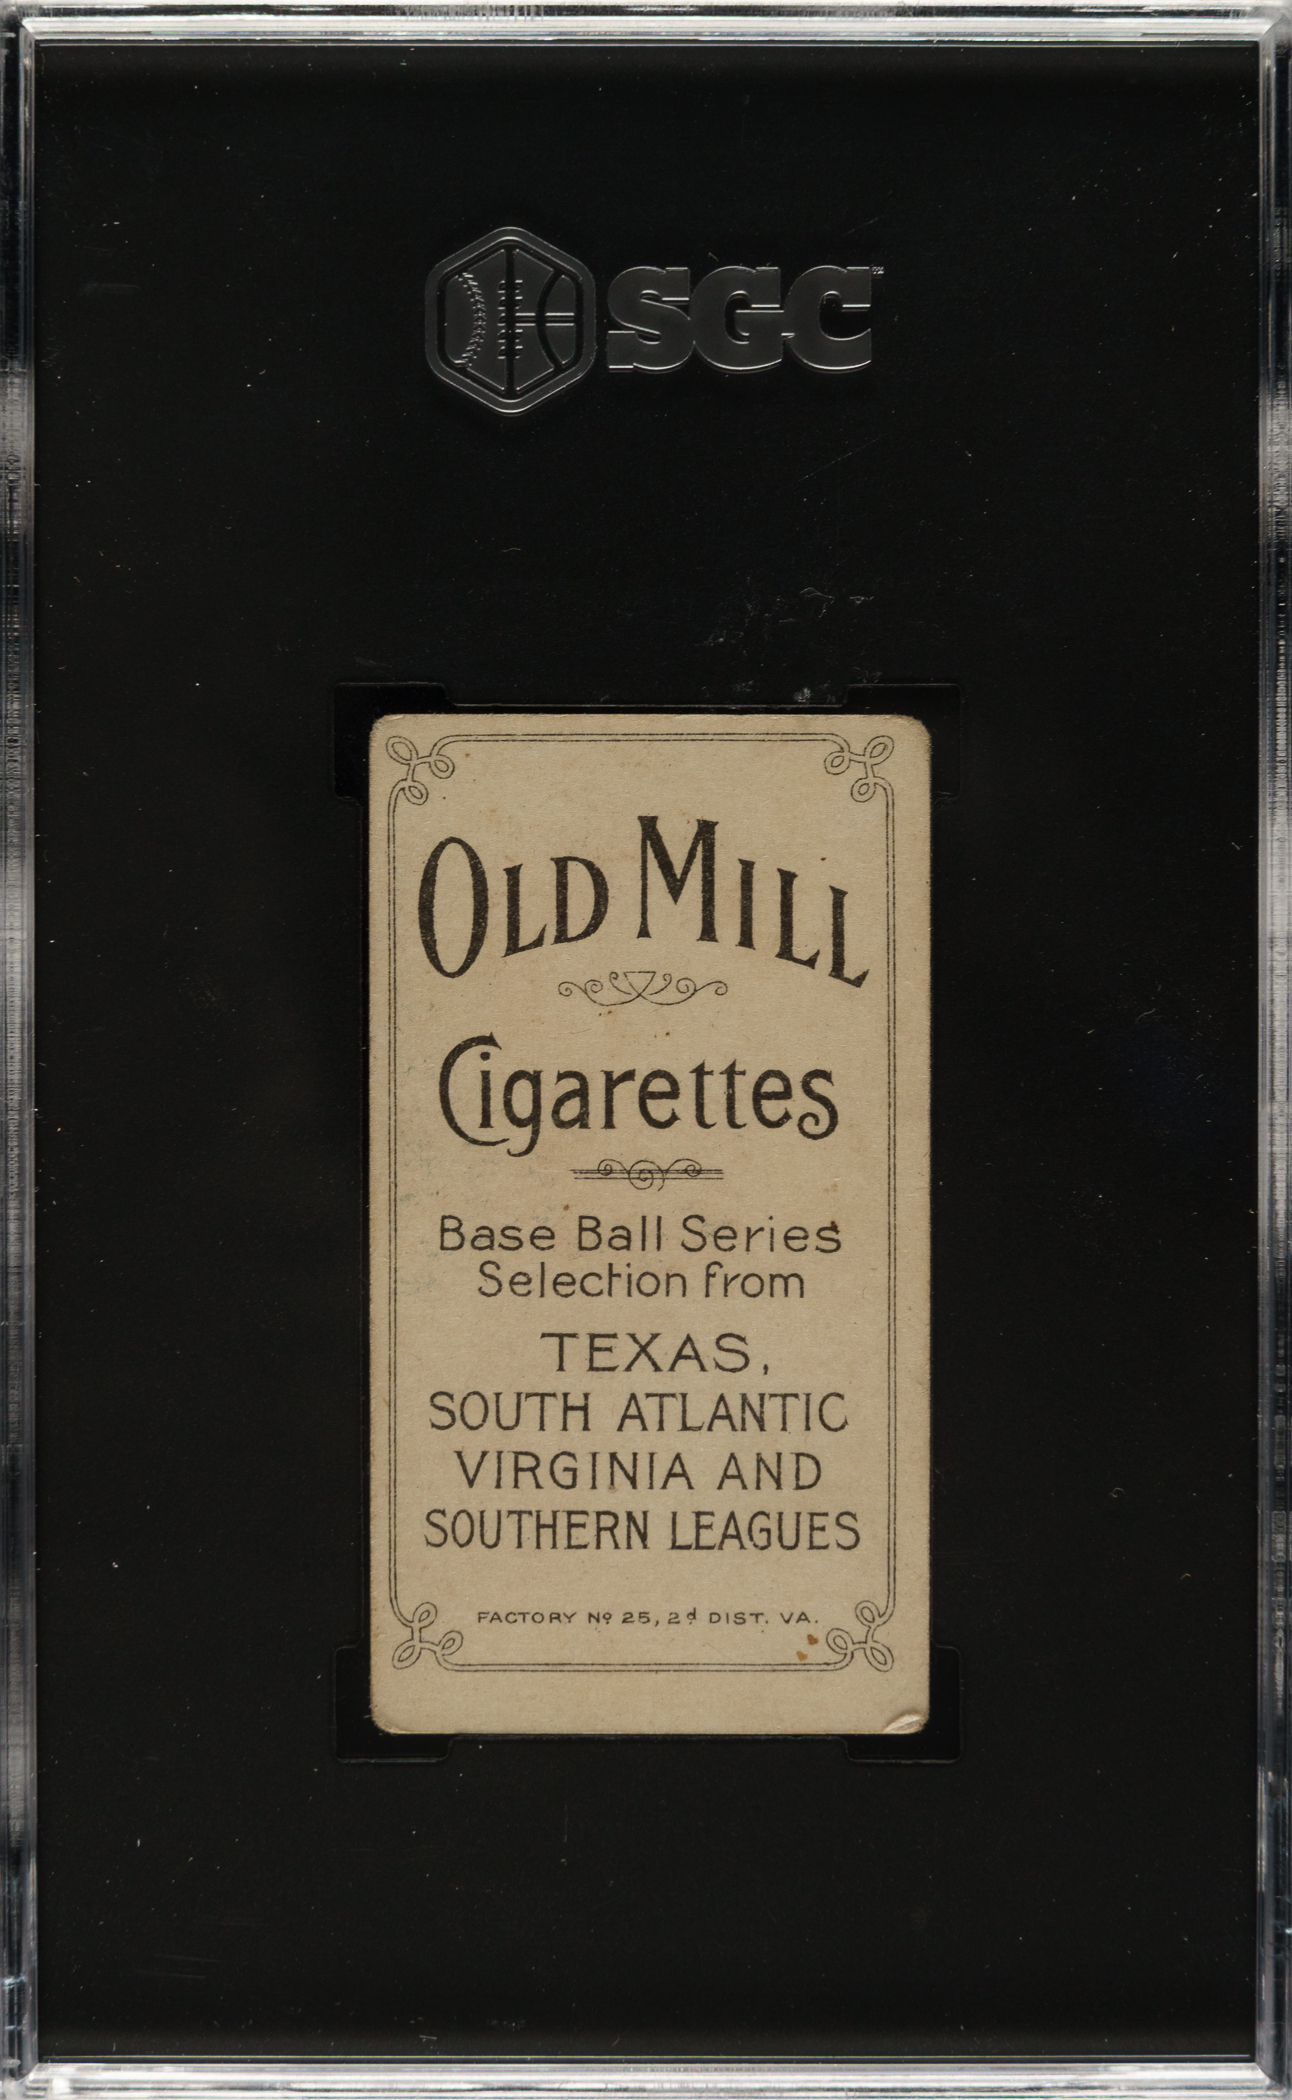 SGC™
OLD MILL
Cigarettes
Base Ball Series
Selection from
TEXAS,
SOUTH ATLANTIC
VIRGINIA AND
SOUTHERN LEAGUES
FACTORY Nº 25, 2d DIST. VA.